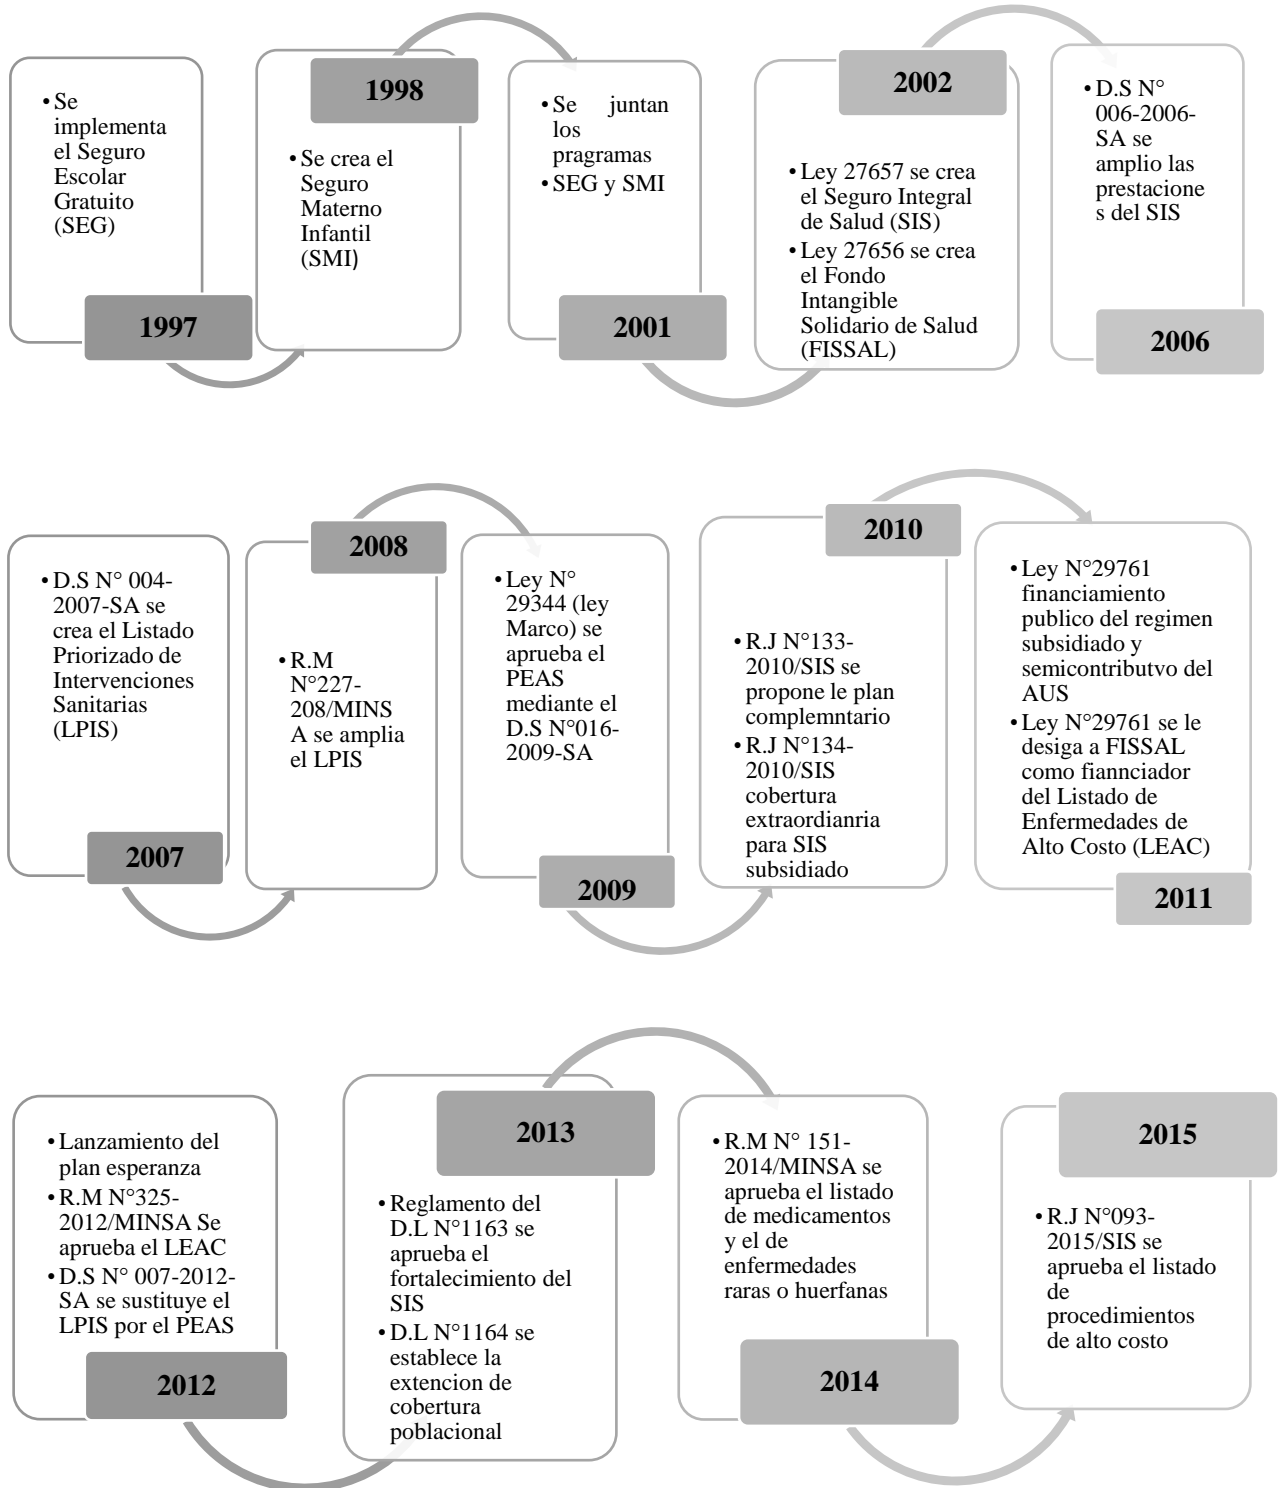 • Se
implementa
el Seguro
Escolar
Gratuito
(SEG)
1997
1998
• Se crea el
Seguro
Materno
Infantil
(SMI)
• Se juntan
los
pragramas
• SEG y SMI
2001
2002
• Ley 27657 se crea
el Seguro Integral
de Salud (SIS)
• Ley 27656 se crea
el Fondo
Intangible
Solidario de Salud
(FISSAL)
• D.S N°
006-2006-
SA se
amplio las
prestacione
s del SIS
2006
• D.S N° 004-
2007-SA se
crea el Listado
Priorizado de
Intervenciones
Sanitarias
(LPIS)
2007
2008
• R.M
N°227-
208/MINS
A se amplia
el LPIS
• Ley N°
29344 (ley
Marco) se
aprueba el
PEAS
mediante el
D.S N°016-
2009-SA
2009
2010
• R.J N°133-
2010/SIS se
propone le plan
complemntario
• R.J N°134-
2010/SIS
cobertura
extraordianria
para SIS
subsidiado
• Ley N°29761
financiamiento
publico del regimen
subsidiado y
semicontributvo del
AUS
• Ley N°29761 se le
desiga a FISSAL
como fiannciador
del Listado de
Enfermedades de
Alto Costo (LEAC)
2011
• Lanzamiento del
plan esperanza
• R.M N°325-
2012/MINSA Se
aprueba el LEAC
• D.S N° 007-2012-
SA se sustituye el
LPIS por el PEAS
2012
2013
• Reglamento del
D.L N°1163 se
aprueba el
fortalecimiento del
SIS
• D.L N°1164 se
establece la
extencion de
cobertura
poblacional
• R.M N° 151-
2014/MINSA se
aprueba el listado
de medicamentos
y el de
enfermedades
raras o huerfanas
2014
2015
• R.J N°093-
2015/SIS se
aprueba el listado
de
procedimientos
de alto costo